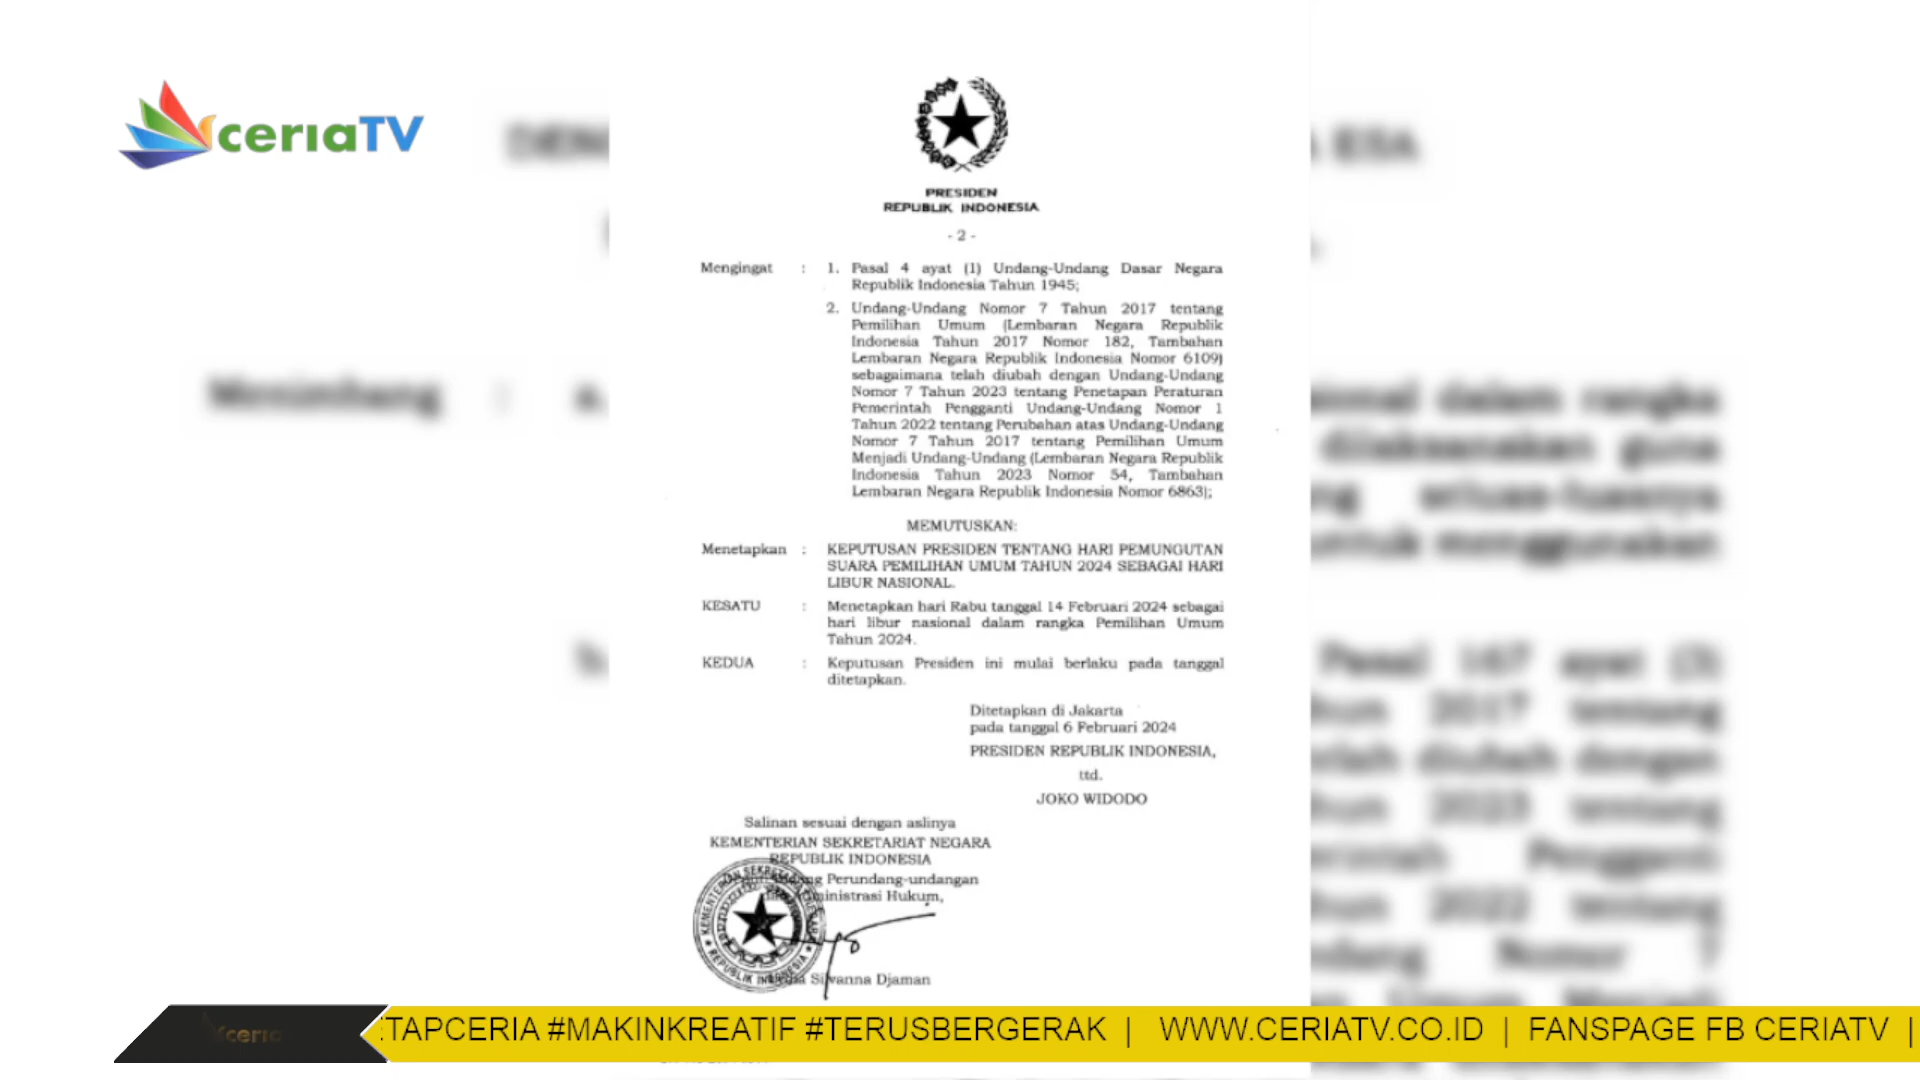 ceriaTV
PRESIDEN
REPUBLIK INDONESIA
- 2 -
Mengingat : 1. Pasal 4 ayat (1) Undang-Undang Dasar Negara
Republik Indonesia Tahun 1945;
2. Undang-Undang Nomor 7 Tahun 2017 tentang
Pemilihan Umum (Lembaran Negara Republik
Indonesia Tahun 2017 Nomor 182, Tambahan
Lembaran Negara Republik Indonesia Nomor 6109)
sebagaimana telah diubah dengan Undang-Undang
Nomor 7 Tahun 2023 tentang Penetapan Peraturan
Pemerintah Pengganti Undang-Undang Nomor 1
Tahun 2022 tentang Perubahan atas Undang-Undang
Nomor 7 Tahun 2017 tentang Pemilihan Umum
Menjadi Undang-Undang (Lembaran Negara Republik
Indonesia Tahun 2023 Nomor 54, Tambahan
Lembaran Negara Republik Indonesia Nomor 6863);
MEMUTUSKAN:
Menetapkan : KEPUTUSAN PRESIDEN TENTANG HARI PEMUNGUTAN
SUARA PEMILIHAN UMUM TAHUN 2024 SEBAGAI HARI
LIBUR NASIONAL.
KESATU : Menetapkan hari Rabu tanggal 14 Februari 2024 sebagai
hari libur nasional dalam rangka Pemilihan Umum
Tahun 2024.
KEDUA : Keputusan Presiden ini mulai berlaku pada tanggal
ditetapkan.
Ditetapkan di Jakarta
pada tanggal 6 Februari 2024
PRESIDEN REPUBLIK INDONESIA,
ttd.
JOKO WIDODO
Salinan sesuai dengan aslinya
KEMENTERIAN SEKRETARIAT NEGARA
REPUBLIK INDONESIA
Perundang-undangan
Hukum,
Silvanna Djaman
ceria
ETAPCERIA #MAKINKREATIF #TERUSBERGERAK | WWW.CERIATV.CO.ID | FANSPAGE FB CERIATV |